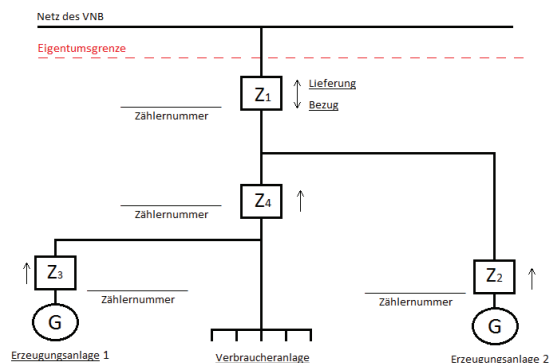 Netz des VNB
Eigentumsgrenze
Z1
Lieferung
Bezug
Zählernummer
Z4
Zählernummer
Z3
Zählernummer
Z2
Zählernummer
G
G
Erzeugungsanlage 1
Verbraucheranlage
Erzeugungsanlage 2